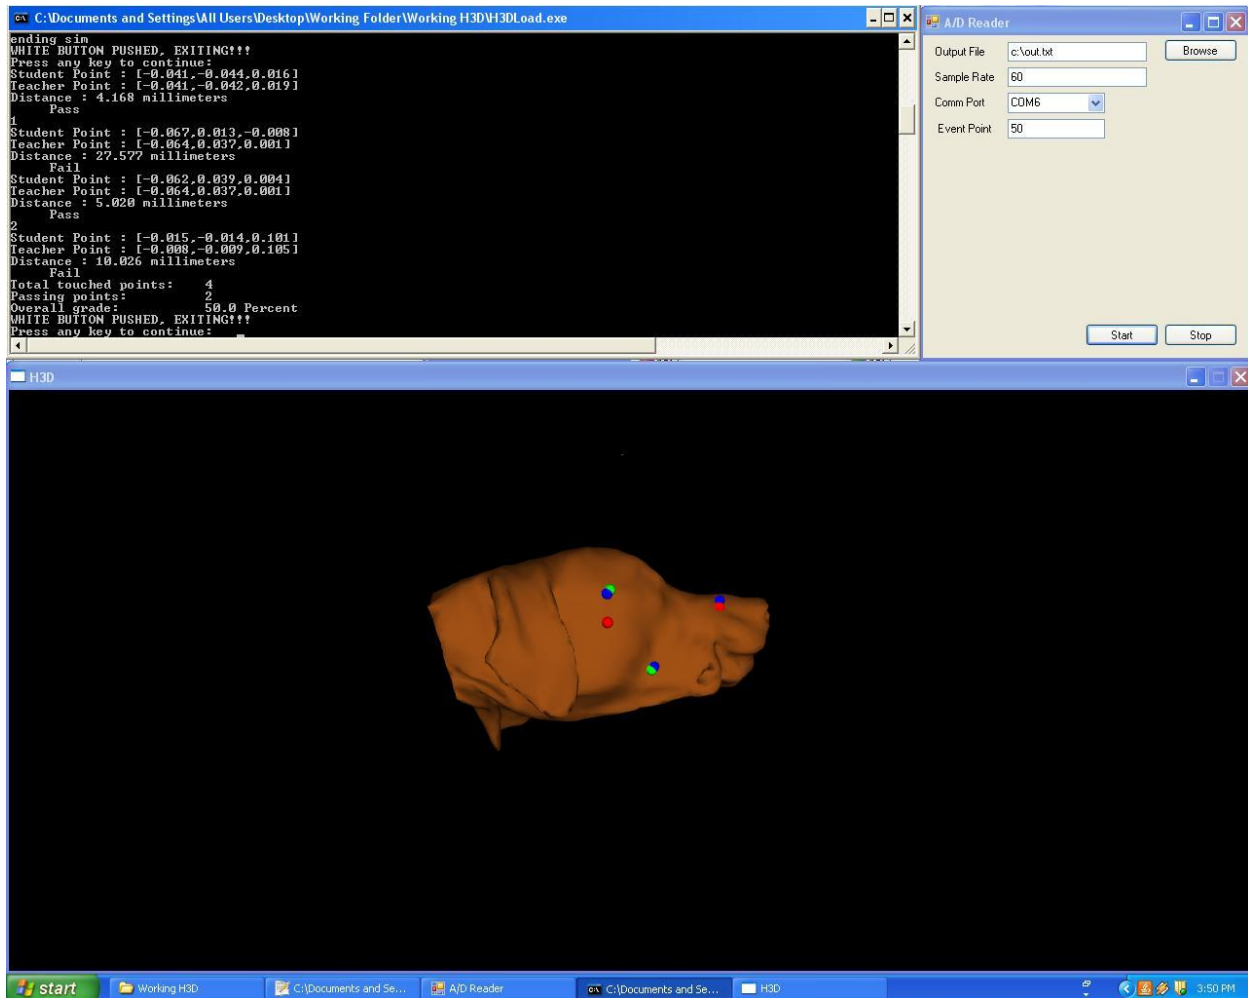 C:\Documents and Settings\All Users\Desktop\Working Folder\Working H3D\H3DLoad.exe
ending sim
WHITE BUTTON PUSHED, EXITING!!!
Press any key to continue:
Student Point : [-0.041,-0.044,0.016]
Teacher Point : [-0.041,-0.042,0.019]
Distance : 4.168 millimeters
Pass
1
Student Point : [-0.067,0.013,-0.008]
Teacher Point : [-0.064,0.037,0.001]
Distance : 27.577 millimeters
Fail
Student Point : [-0.062,0.039,0.004]
Teacher Point : [-0.064,0.037,0.001]
Distance : 5.020 millimeters
Pass
2
Student Point : [-0.015,-0.014,0.101]
Teacher Point : [-0.008,-0.009,0.105]
Distance : 10.026 millimeters
Fail
Total touched points: 4
Passing points: 2
Overall grade: 50.0 Percent
WHITE BUTTON PUSHED, EXITING!!!
Press any key to continue: _
A/D Reader
Output File c:\out.txt Browse
Sample Rate 60
Comm Port COM6
Event Point 50
Start Stop
H3D
start Working H3D C:\Documents and Se... A/D Reader C:\Documents and Se... H3D 3:50 PM